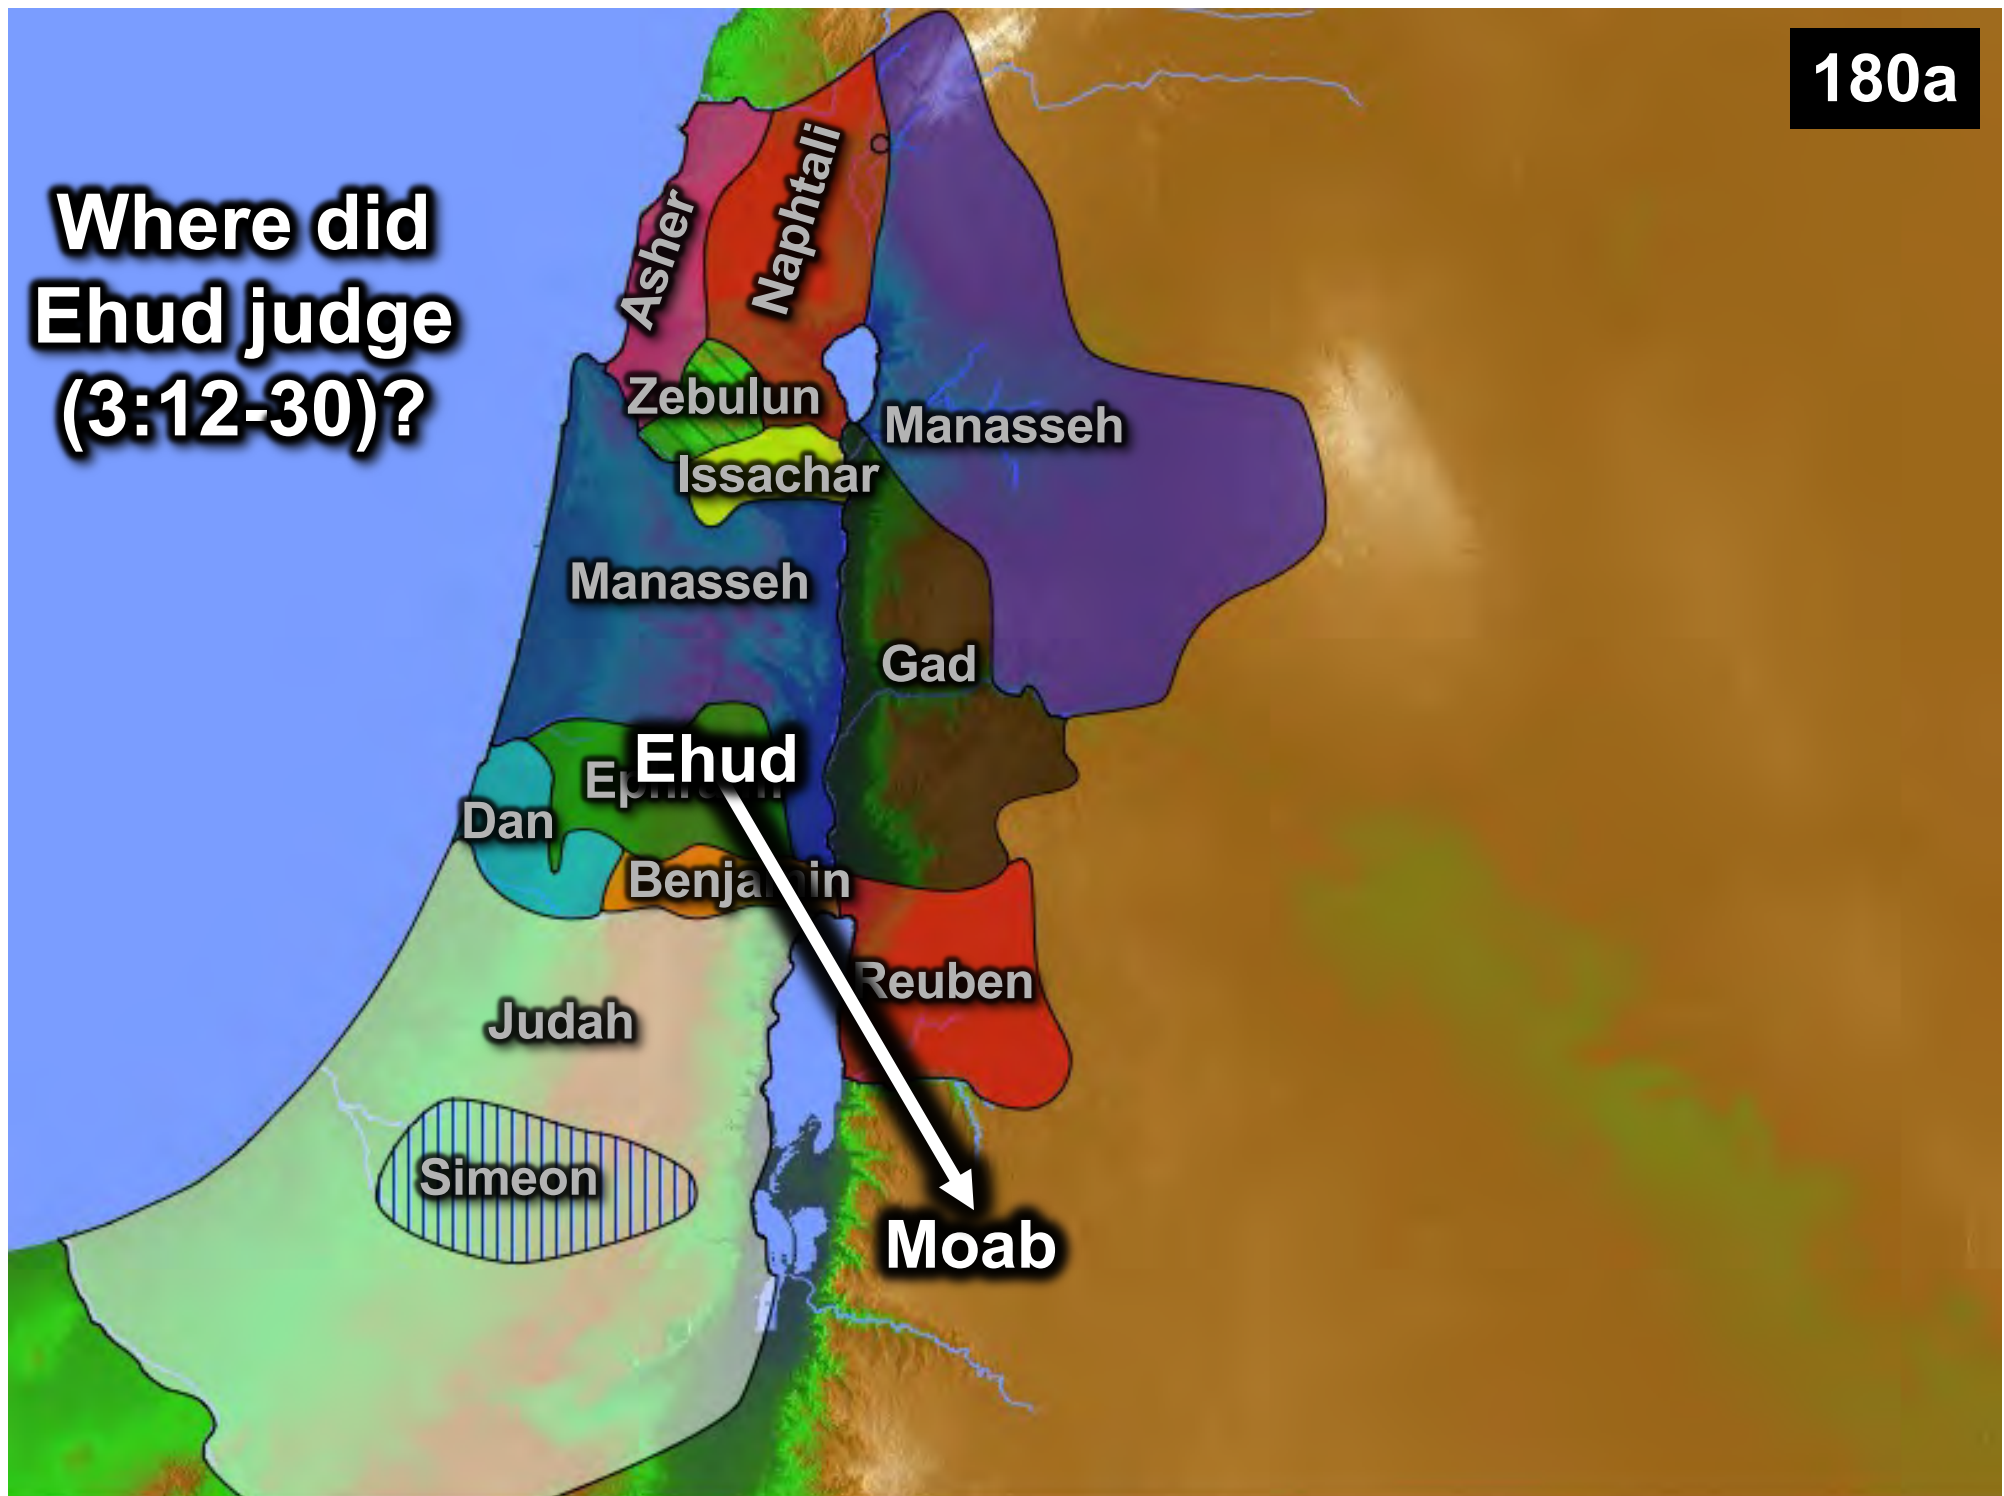 180a
Where did
Ehud judge
(3:12-30)?
Asher
Naphtali
Zebulun
Manasseh
Issachar
Manasseh
Gad
Ehud
Dan
Benjamin
Reuben
Judah
Simeon
Moab